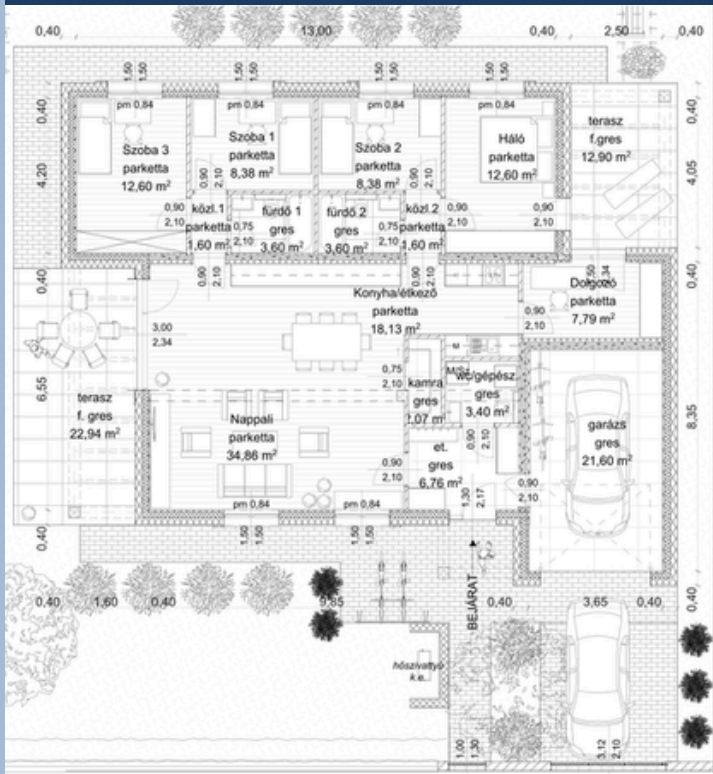 0,40
13,00
0,40
2,50
0,40
1,50
1,50
1,50
1,50
1,50
1,50
1,50
1,50
0,40
4,20
0,40
6,55
0,40
pm 0,84
pm 0,84
pm 0,84
Szoba 3
parketta
12,60 m²
Szoba 1
parketta
8,38 m²
Szoba 2
parketta
8,38 m²
Háló
parketta
12,60 m²
terasz
f.gres
12,90 m²
0,40
4,05
0,40
8,35
0,40
0,90
2,10
0,90
2,10
0,90
2,10
közl.1
parketta
1,60 m²
0,75
2,10
fürdő 1
gres
3,60 m²
fürdő 2
gres
3,60 m²
0,75
2,10
közl.2
parketta
1,60 m²
0,90
2,10
0,90
2,10
0,90
2,10
0,90
2,10
Konyha/étkező
parketta
18,13 m²
2,34
Dolgozó
parketta
7,79 m²
0,90
2,10
3,00
2,34
terasz
f. gres
22,94 m²
Nappali
parketta
34,86 m²
0,75
2,10
kamra
gres
wc/gépész.
gres
3,40 m²
et.
gres
6,76 m²
0,90
2,10
0,90
2,10
0,90
2,10
1,30
2,17
garázs
gres
21,60 m²
pm 0,84
pm 0,84
1,50
1,50
1,50
1,50
0,40
1,60
0,40
9,85
BEJÁRAT
0,40
3,65
0,40
hőszivattyú
k.e.
1,00
1,30
3,12
2,10